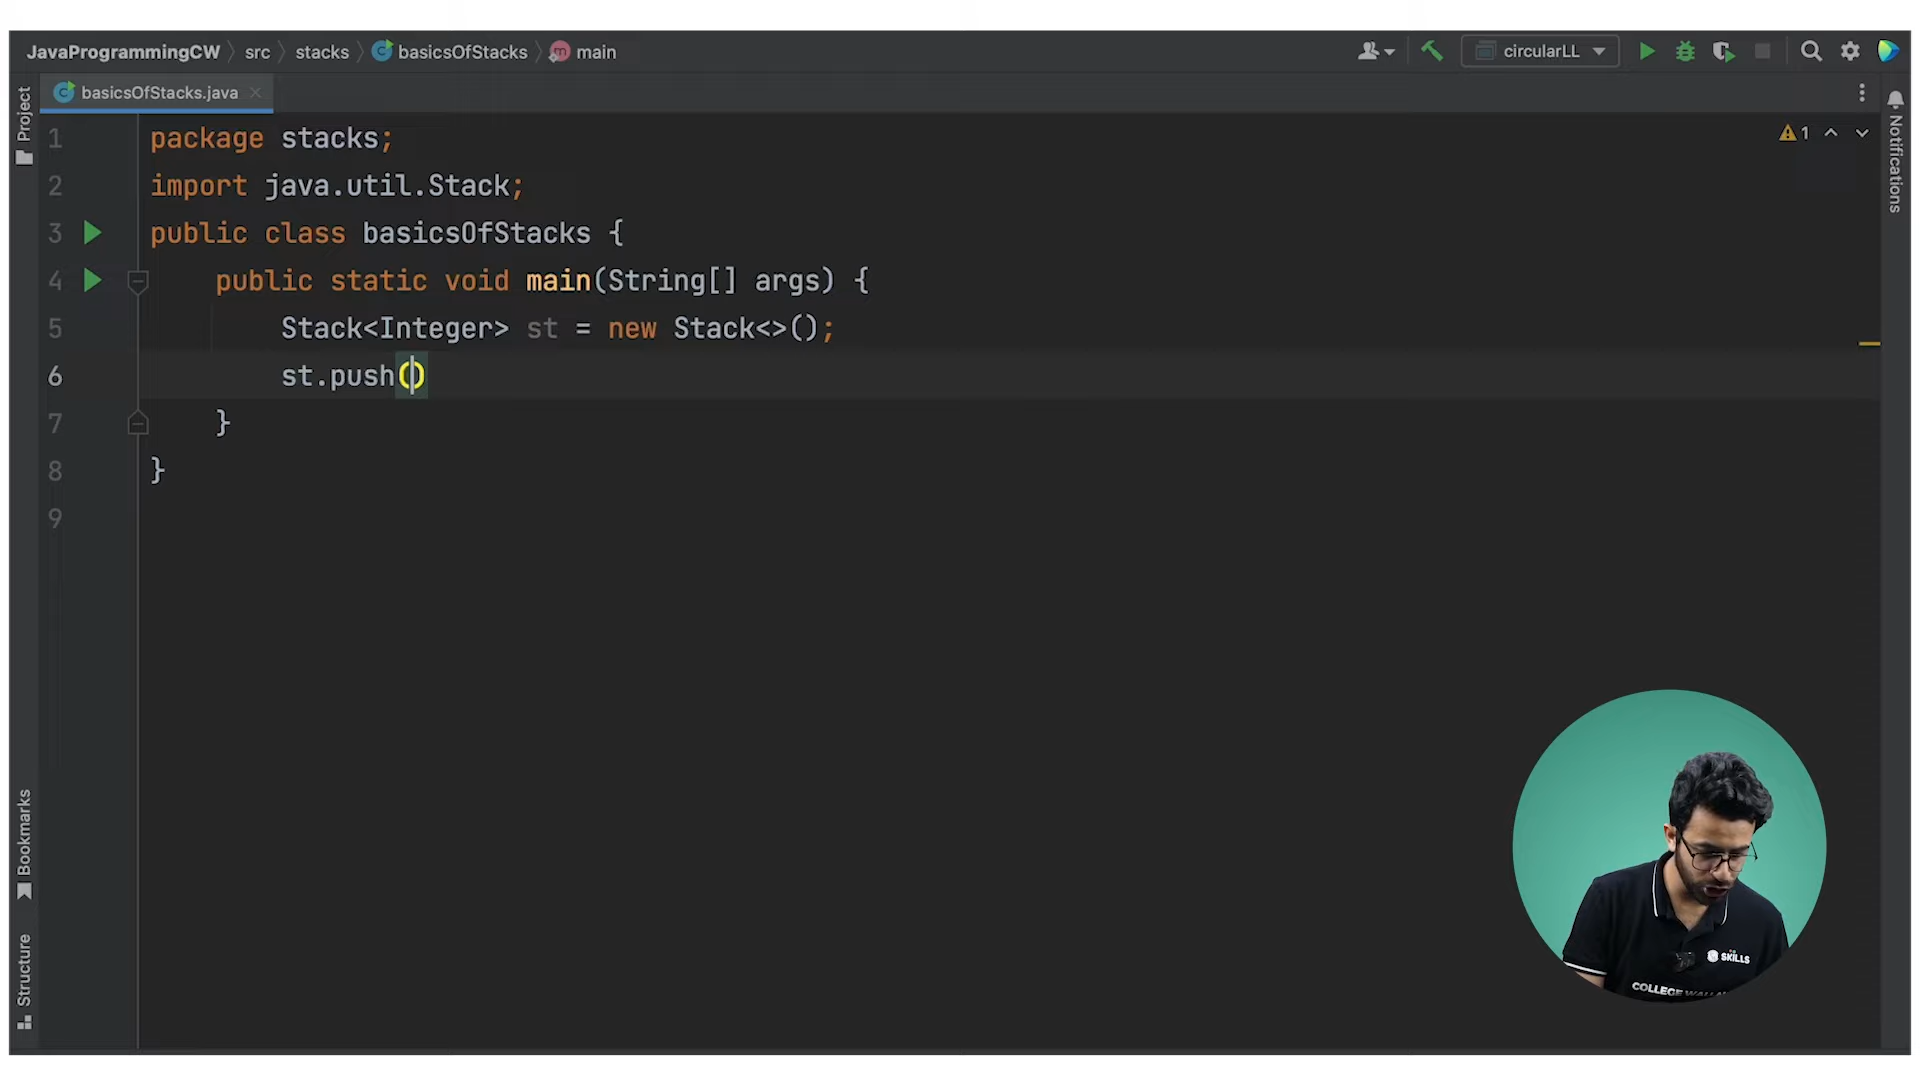 JavaProgrammingCW src stacks basicsOfStacks main
circularLL
basicsOfStacks.java
Project
Notifications
1
1 package stacks;
2 import java.util.Stack;
3 public class basicsOfStacks {
4 public static void main(String[] args) {
5 Stack<Integer> st = new Stack<>();
6 st.push()
7 }
8 }
9
Bookmarks
Structure
SKILLS
COLLEGE